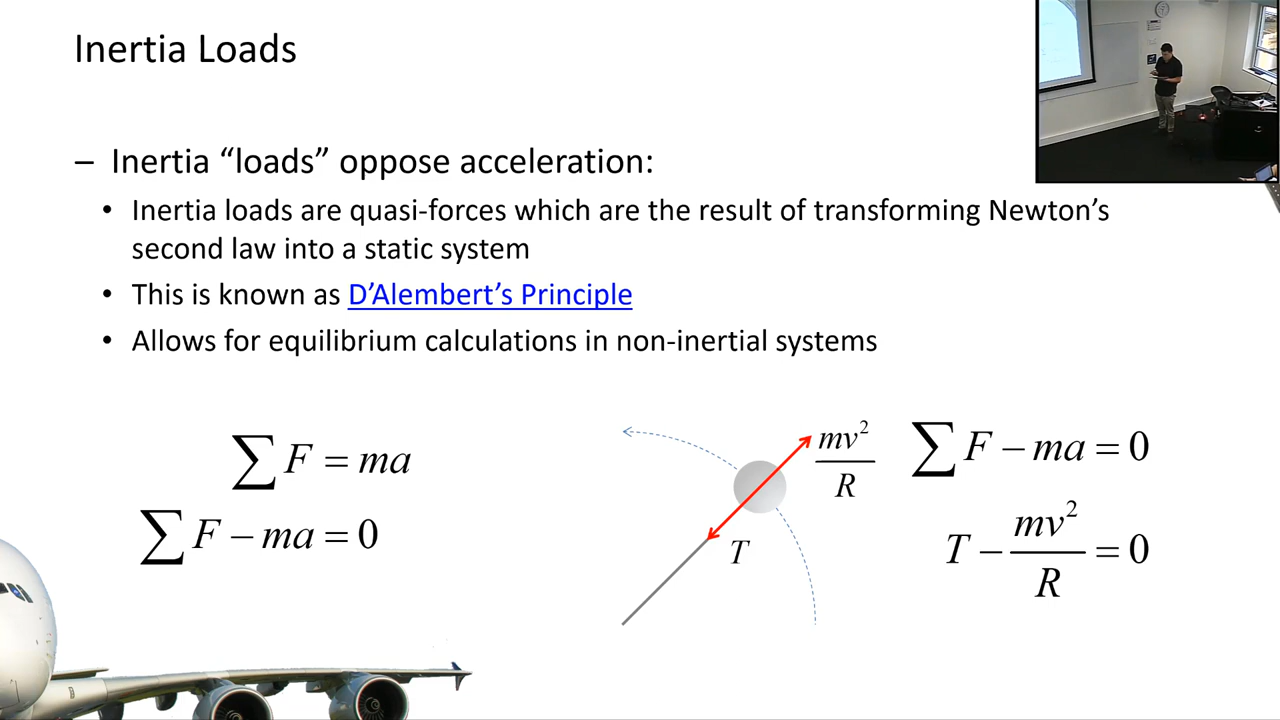 Inertia Loads
– Inertia “loads” oppose acceleration:
• Inertia loads are quasi-forces which are the result of transforming Newton’s
second law into a static system
• This is known as D’Alembert’s Principle
• Allows for equilibrium calculations in non-inertial systems
∑ F = ma
∑ F − ma = 0
mv²/R
T
∑ F − ma = 0
T − mv²/R = 0